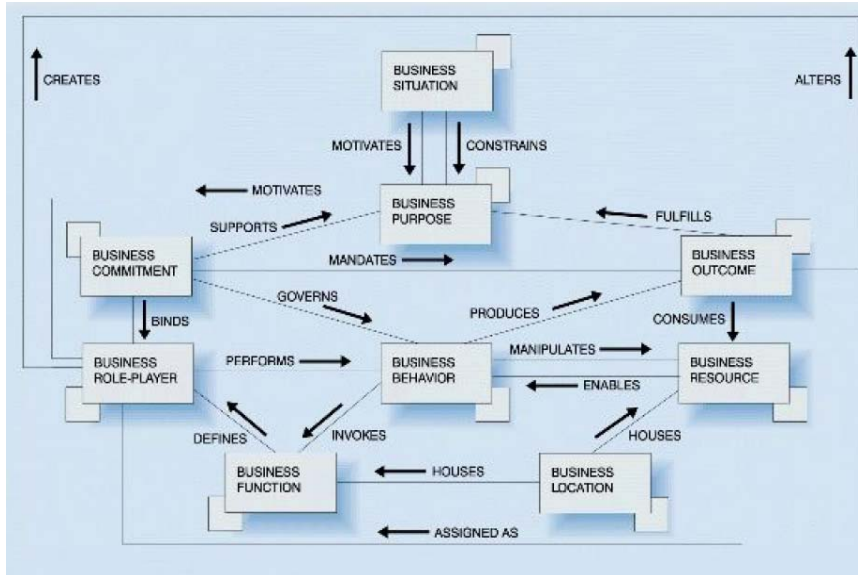 CREATES
ALTERS
BUSINESS
SITUATION
MOTIVATES
CONSTRAINS
MOTIVATES
BUSINESS
PURPOSE
SUPPORTS
FULFILLS
BUSINESS
COMMITMENT
MANDATES
BUSINESS
OUTCOME
GOVERNS
PRODUCES
BINDS
CONSUMES
BUSINESS
ROLE-PLAYER
PERFORMS
BUSINESS
BEHAVIOR
MANIPULATES
ENABLES
BUSINESS
RESOURCE
DEFINES
INVOKES
HOUSES
BUSINESS
FUNCTION
HOUSES
BUSINESS
LOCATION
ASSIGNED AS